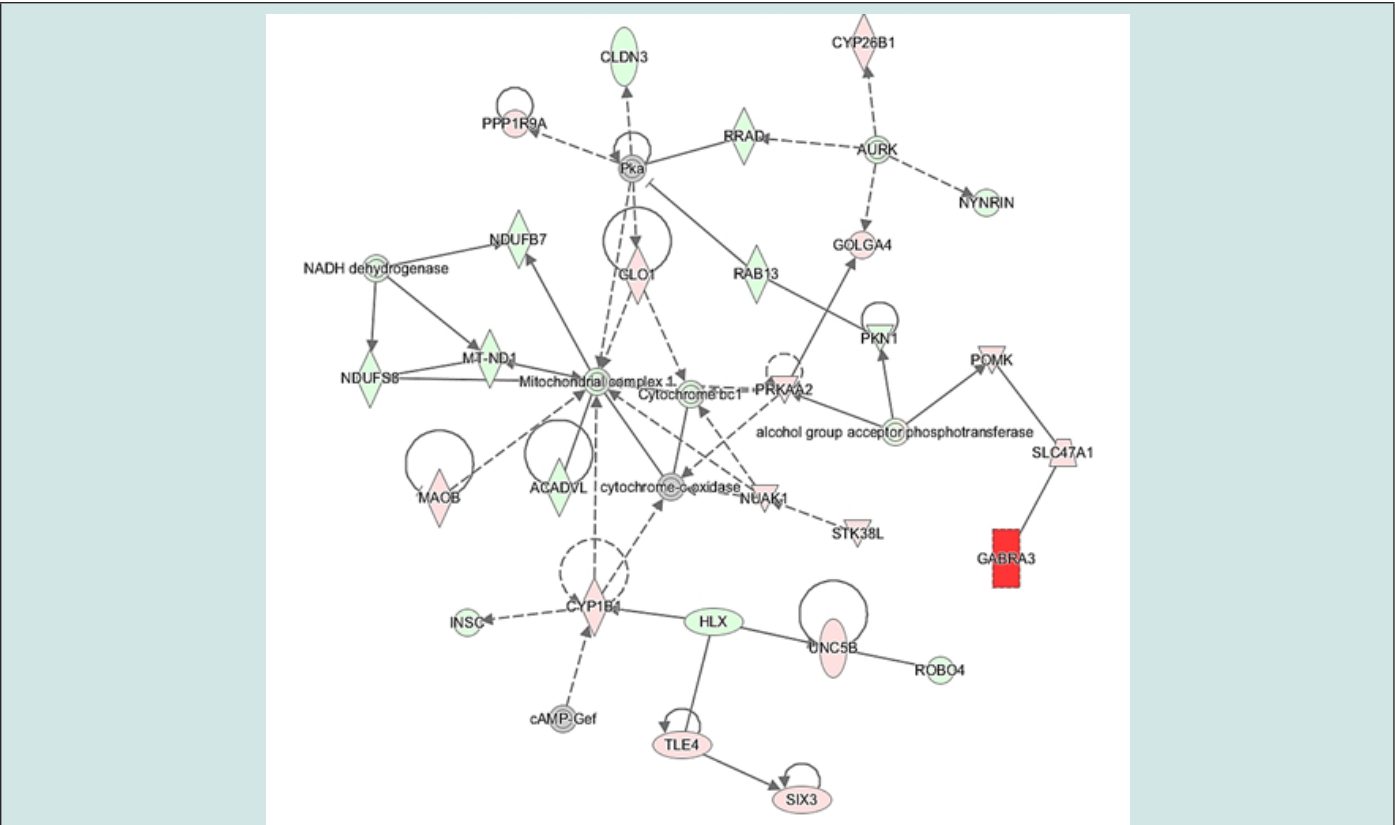 CYP26B1
CLDN3
PPP1R9A
RRAD
AURK
Pka
NYNRIN
NDUFB7
GOLGA4
NADH dehydrogenase
GLO1
RAB13
PKN1
MT-ND1
POMK
NDUFS8
Mitochondrial complex 1
Cytochrome bc1
PRKAA2
alcohol group acceptor phosphotransferase
SLC47A1
MAOB
ACADVL
cytochrome-c oxidase
NUAK1
STK38L
GABRA3
CYP1B1
INSC
HLX
UNC5B
ROBO4
cAMP-Gef
TLE4
SIX3